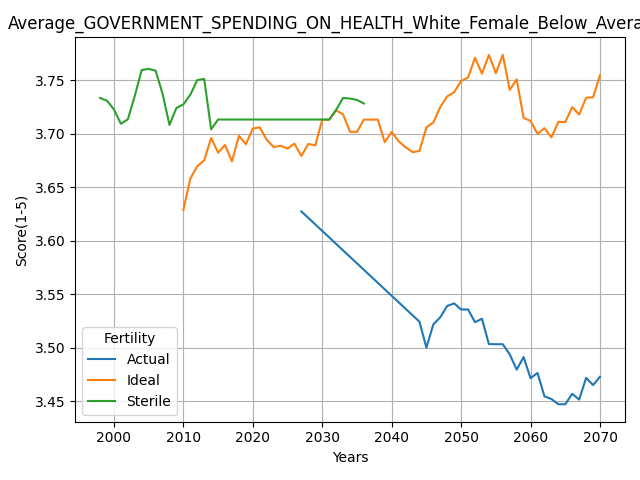 Average_GOVERNMENT_SPENDING_ON_HEALTH_White_Female_Below_Avera
3.75
3.70
3.65
3.60
3.55
3.50
3.45
Score(1-5)
Fertility
Actual
Ideal
Sterile
2000 2010 2020 2030 2040 2050 2060 2070
Years